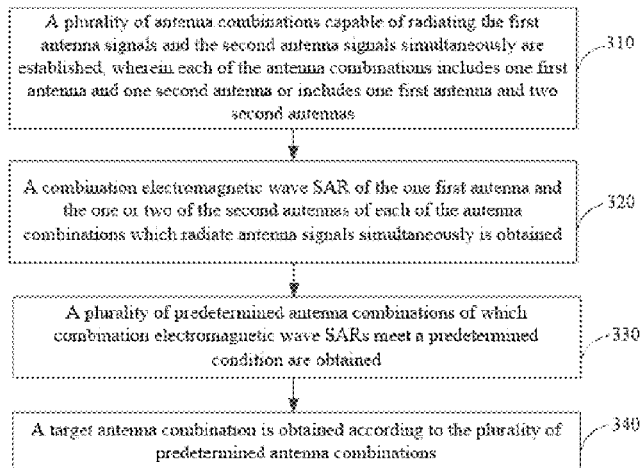 A plurality of antenna combinations capable of radiating the first
antenna signals and the second antenna signals simultaneously are
established, wherein each of the antenna combinations includes one first
antenna and one second antenna or includes one first antenna and two
second antennas
310
A combination electromagnetic wave SAR of the one first antenna and
the one or two of the second antennas of each of the antenna
combinations which radiate antenna signals simultaneously is obtained
320
A plurality of predetermined antenna combinations of which
combination electromagnetic wave SARs meet a predetermined
condition are obtained
330
A target antenna combination is obtained according to the plurality of
predetermined antenna combinations
340